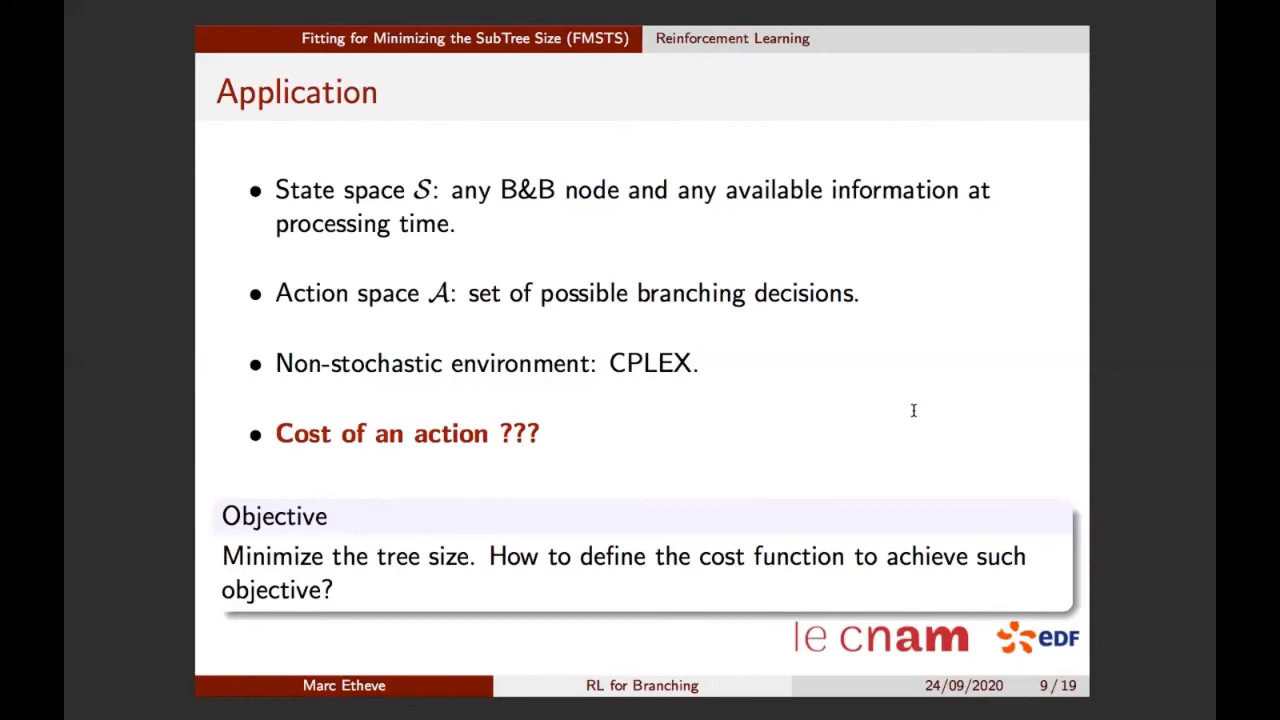 Fitting for Minimizing the SubTree Size (FMSTS) Reinforcement Learning
Application
• State space 𝒮: any B&B node and any available information at
processing time.
• Action space 𝒜: set of possible branching decisions.
• Non-stochastic environment: CPLEX.
• Cost of an action ???
Objective
Minimize the tree size. How to define the cost function to achieve such
objective?
le cnam eDF
Marc Etheve RL for Branching 24/09/2020 9 / 19